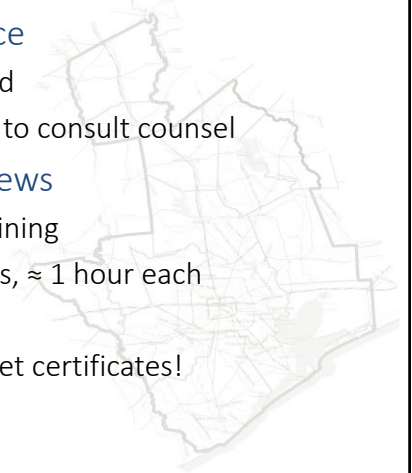 ce
d
to consult counsel
ews
ining
s, ≈ 1 hour each
et certificates!